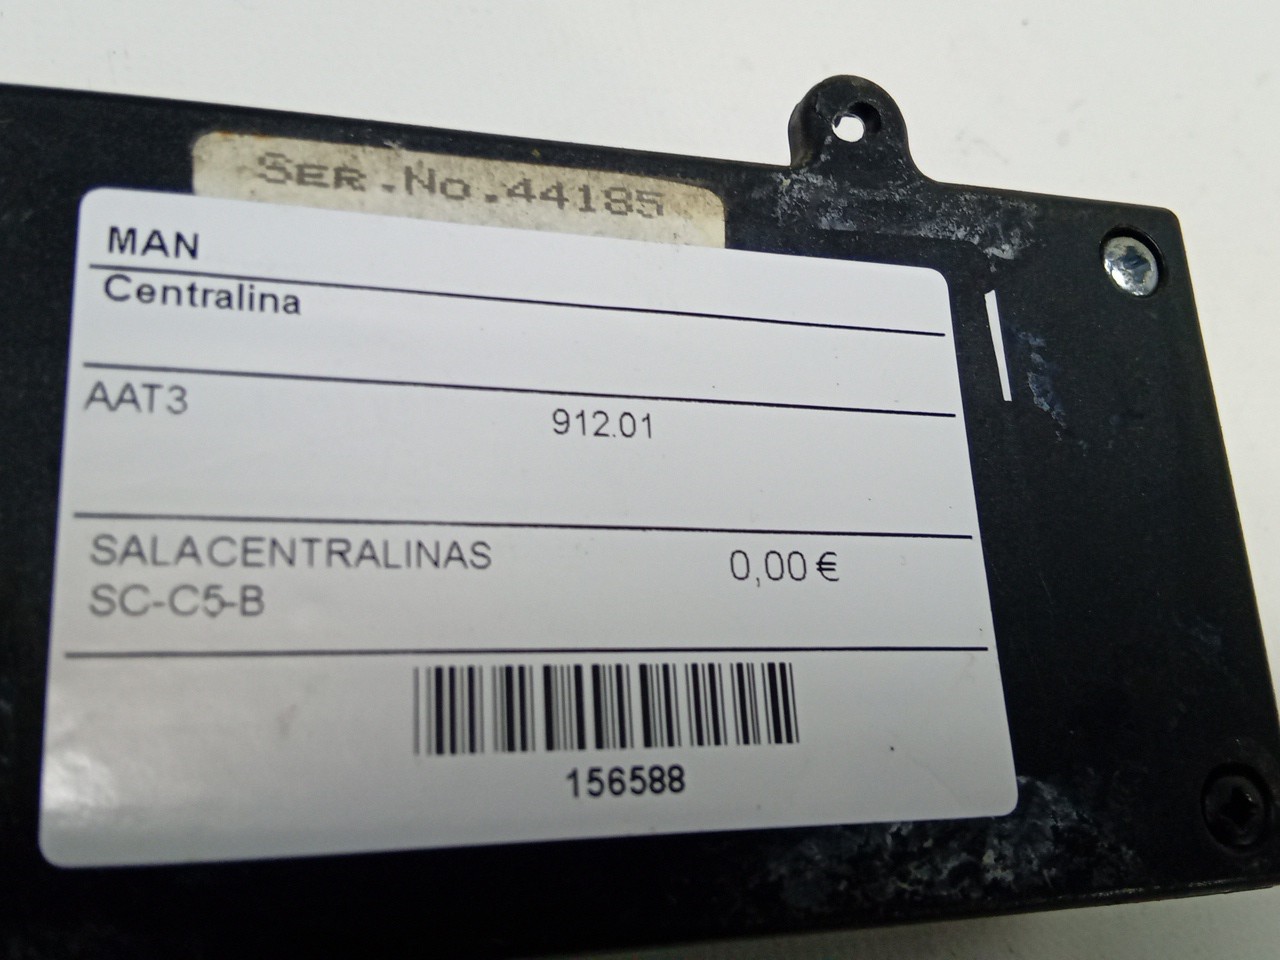 SER.No.44185
MAN
Centralina
AAT3 912.01
SALACENTRALINAS 0,00 €
SC-C5-B
156588